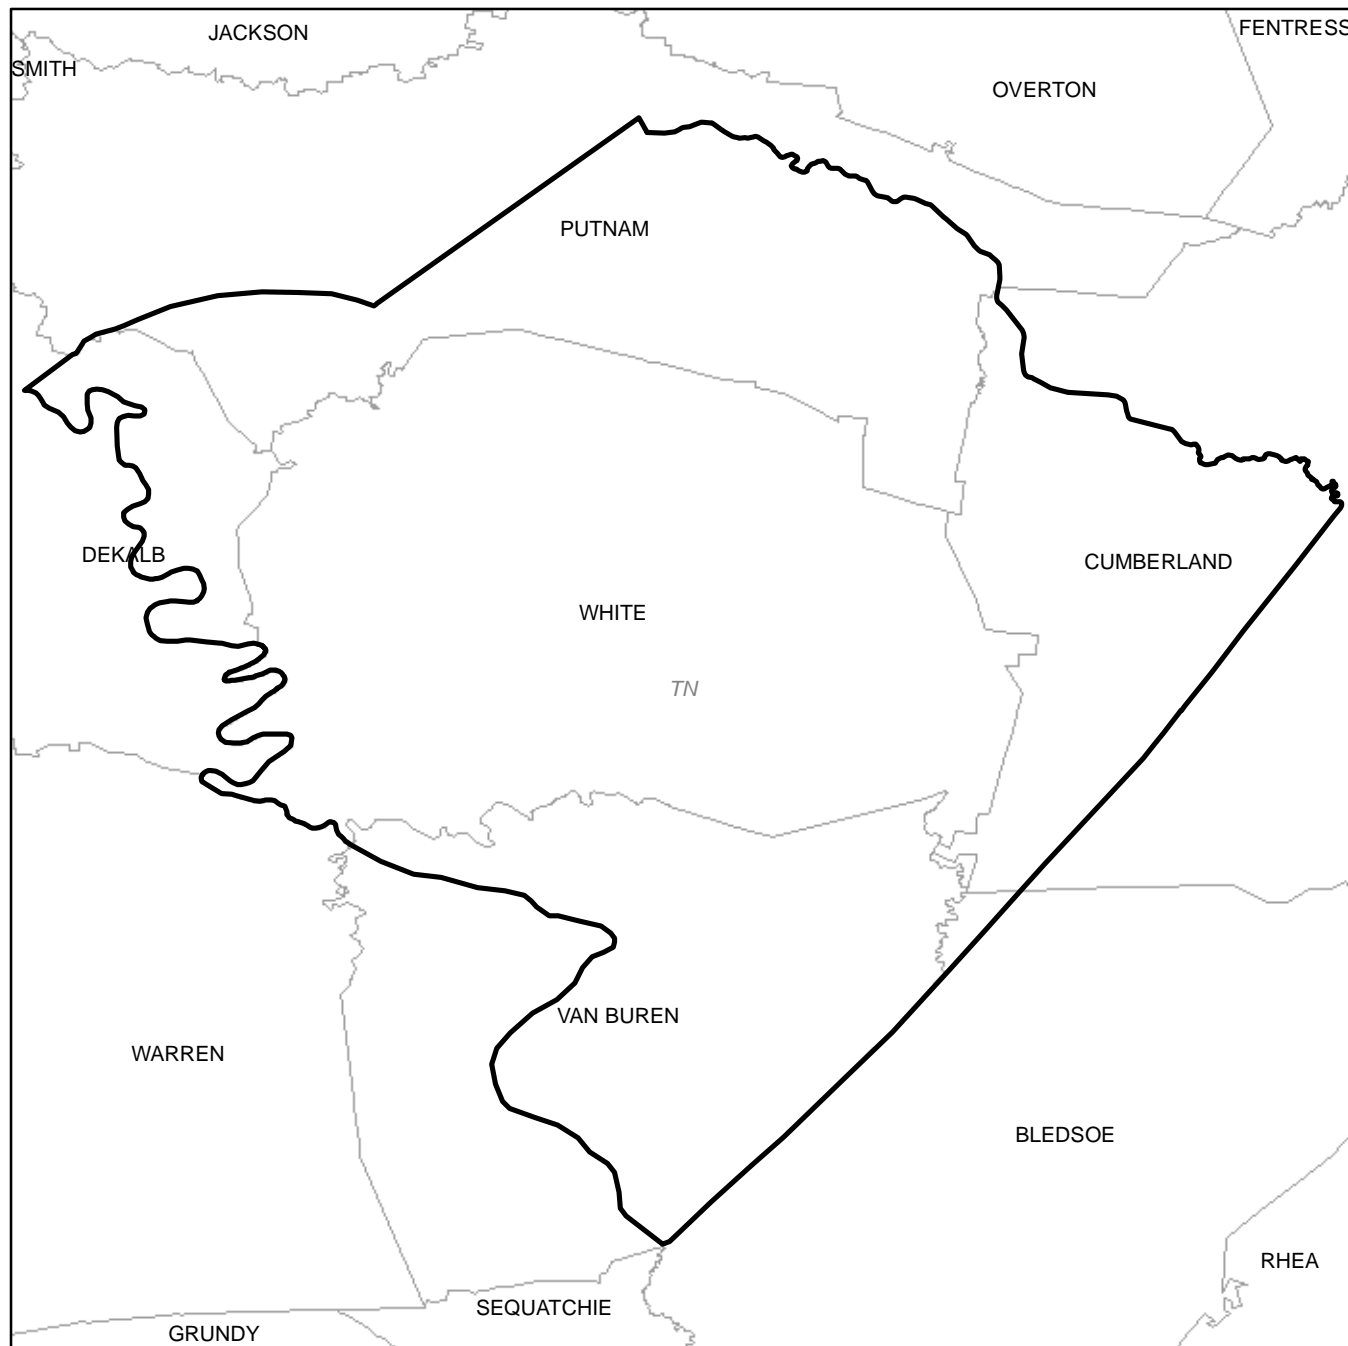 FENTRESS
JACKSON
SMITH
OVERTON
PUTNAM
DEKALB
CUMBERLAND
WHITE
TN
VAN BUREN
WARREN
BLEDSOE
RHEA
SEQUATCHIE
GRUNDY